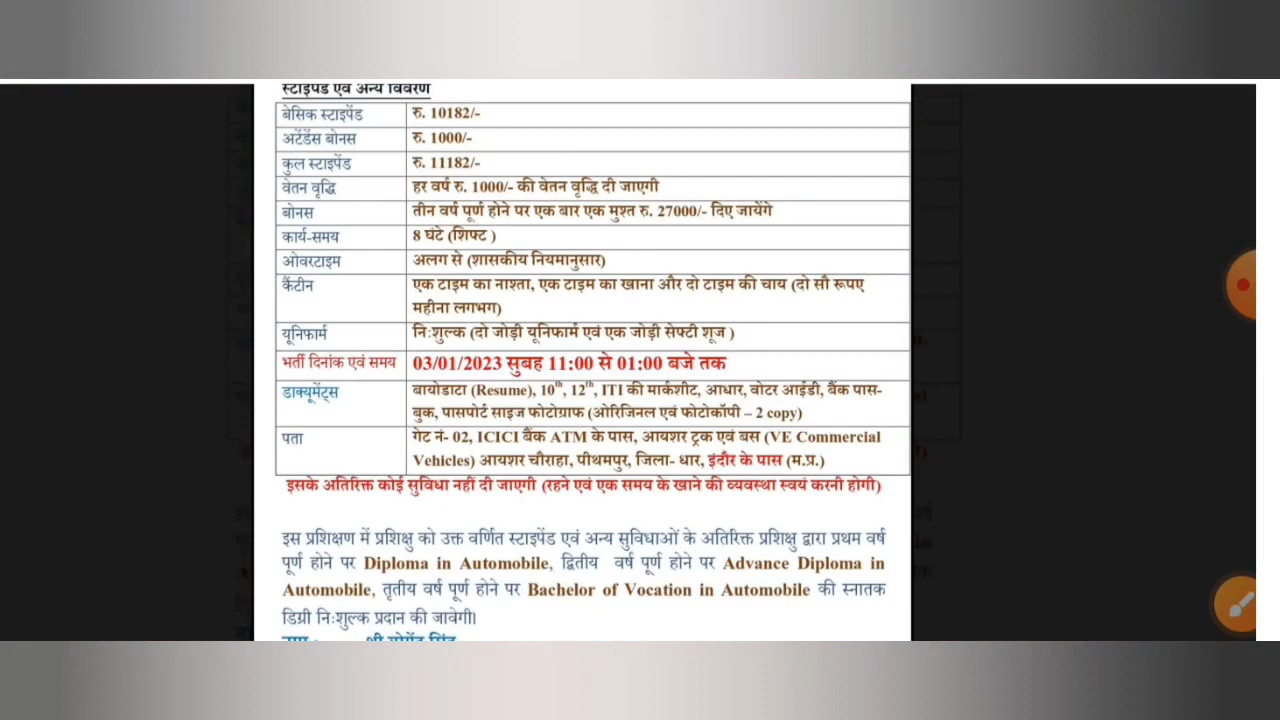 स्टाइपेंड एवं अन्य विवरण
बेसिक स्टाइपेंड रु. 10182/-
अटेंडेंस बोनस रु. 1000/-
कुल स्टाइपेंड रु. 11182/-
वेतन वृद्धि हर वर्ष रु. 1000/- की वेतन वृद्धि दी जाएगी
बोनस तीन वर्ष पूर्ण होने पर एक बार एक मुश्त रु. 27000/- दिए जायेंगे
कार्य-समय 8 घंटे (शिफ्ट )
ओवरटाइम अलग से (शासकीय नियमानुसार)
कैंटीन एक टाइम का नाश्ता, एक टाइम का खाना और दो टाइम की चाय (दो सौ रूपए
महीना लगभग)
यूनिफार्म नि:शुल्क (दो जोड़ी यूनिफार्म एवं एक जोड़ी सेफ्टी शूज )
भर्ती दिनांक एवं समय 03/01/2023 सुबह 11:00 से 01:00 बजे तक
डाक्यूमेंट्स बायोडाटा (Resume), 10th, 12th, ITI की मार्कशीट, आधार, वोटर आईडी, बैंक पास-
बुक, पासपोर्ट साइज फोटोग्राफ (ओरिजिनल एवं फोटोकॉपी – 2 copy)
पता गेट नं- 02, ICICI बैंक ATM के पास, आयशर ट्रक एवं बस (VE Commercial
Vehicles) आयशर चौराहा, पीथमपुर, जिला- धार, इंदौर के पास (म.प्र.)
इसके अतिरिक्त कोई सुविधा नहीं दी जाएगी (रहने एवं एक समय के खाने की व्यवस्था स्वयं करनी होगी)
इस प्रशिक्षण में प्रशिक्षु को उक्त वर्णित स्टाइपेंड एवं अन्य सुविधाओं के अतिरिक्त प्रशिक्षु द्वारा प्रथम वर्ष
पूर्ण होने पर Diploma in Automobile, द्वितीय वर्ष पूर्ण होने पर Advance Diploma in
Automobile, तृतीय वर्ष पूर्ण होने पर Bachelor of Vocation in Automobile की स्नातक
डिग्री नि:शुल्क प्रदान की जावेगी।